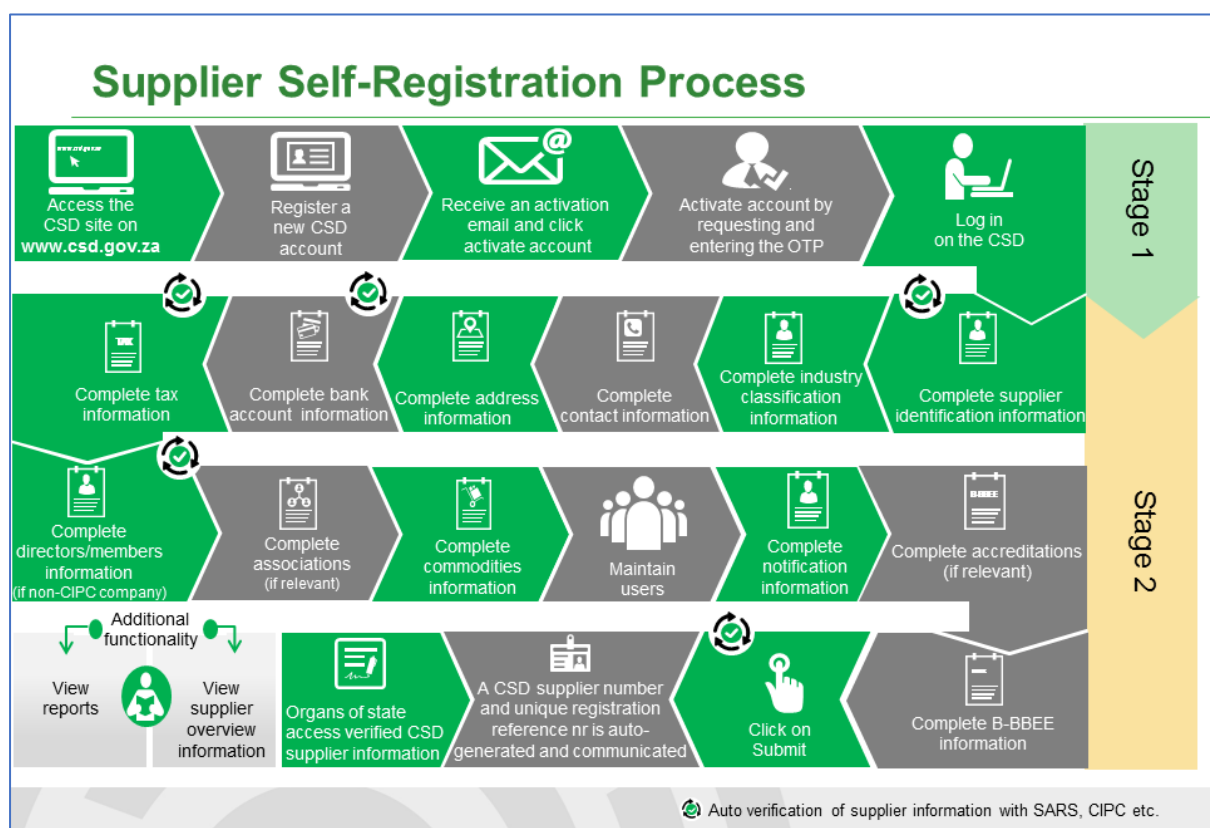 Supplier Self-Registration Process
Access the
CSD site on
www.csd.gov.za
Register a
new CSD
account
@
Receive an activation
email and click
activate account
Activate account by
requesting and
entering the OTP
Log in
on the CSD
Stage 1
TAX
Complete tax
information
Complete bank
account information
Complete address
information
Complete
contact information
Complete industry
classification
information
Complete supplier
identification information
Stage 2
Complete
directors/members
information
(if non-CIPC company)
Complete
associations
(if relevant)
Complete
commodities
information
Maintain
users
Complete
notification
information
B-BBEE
Complete accreditations
(if relevant)
Additional
functionality
View
reports
View
supplier
overview
information
Organs of state
access verified CSD
supplier information
A CSD supplier number
and unique registration
reference nr is auto-
generated and communicated
Click on
Submit
Complete B-BBEE
information
Auto verification of supplier information with SARS, CIPC etc.